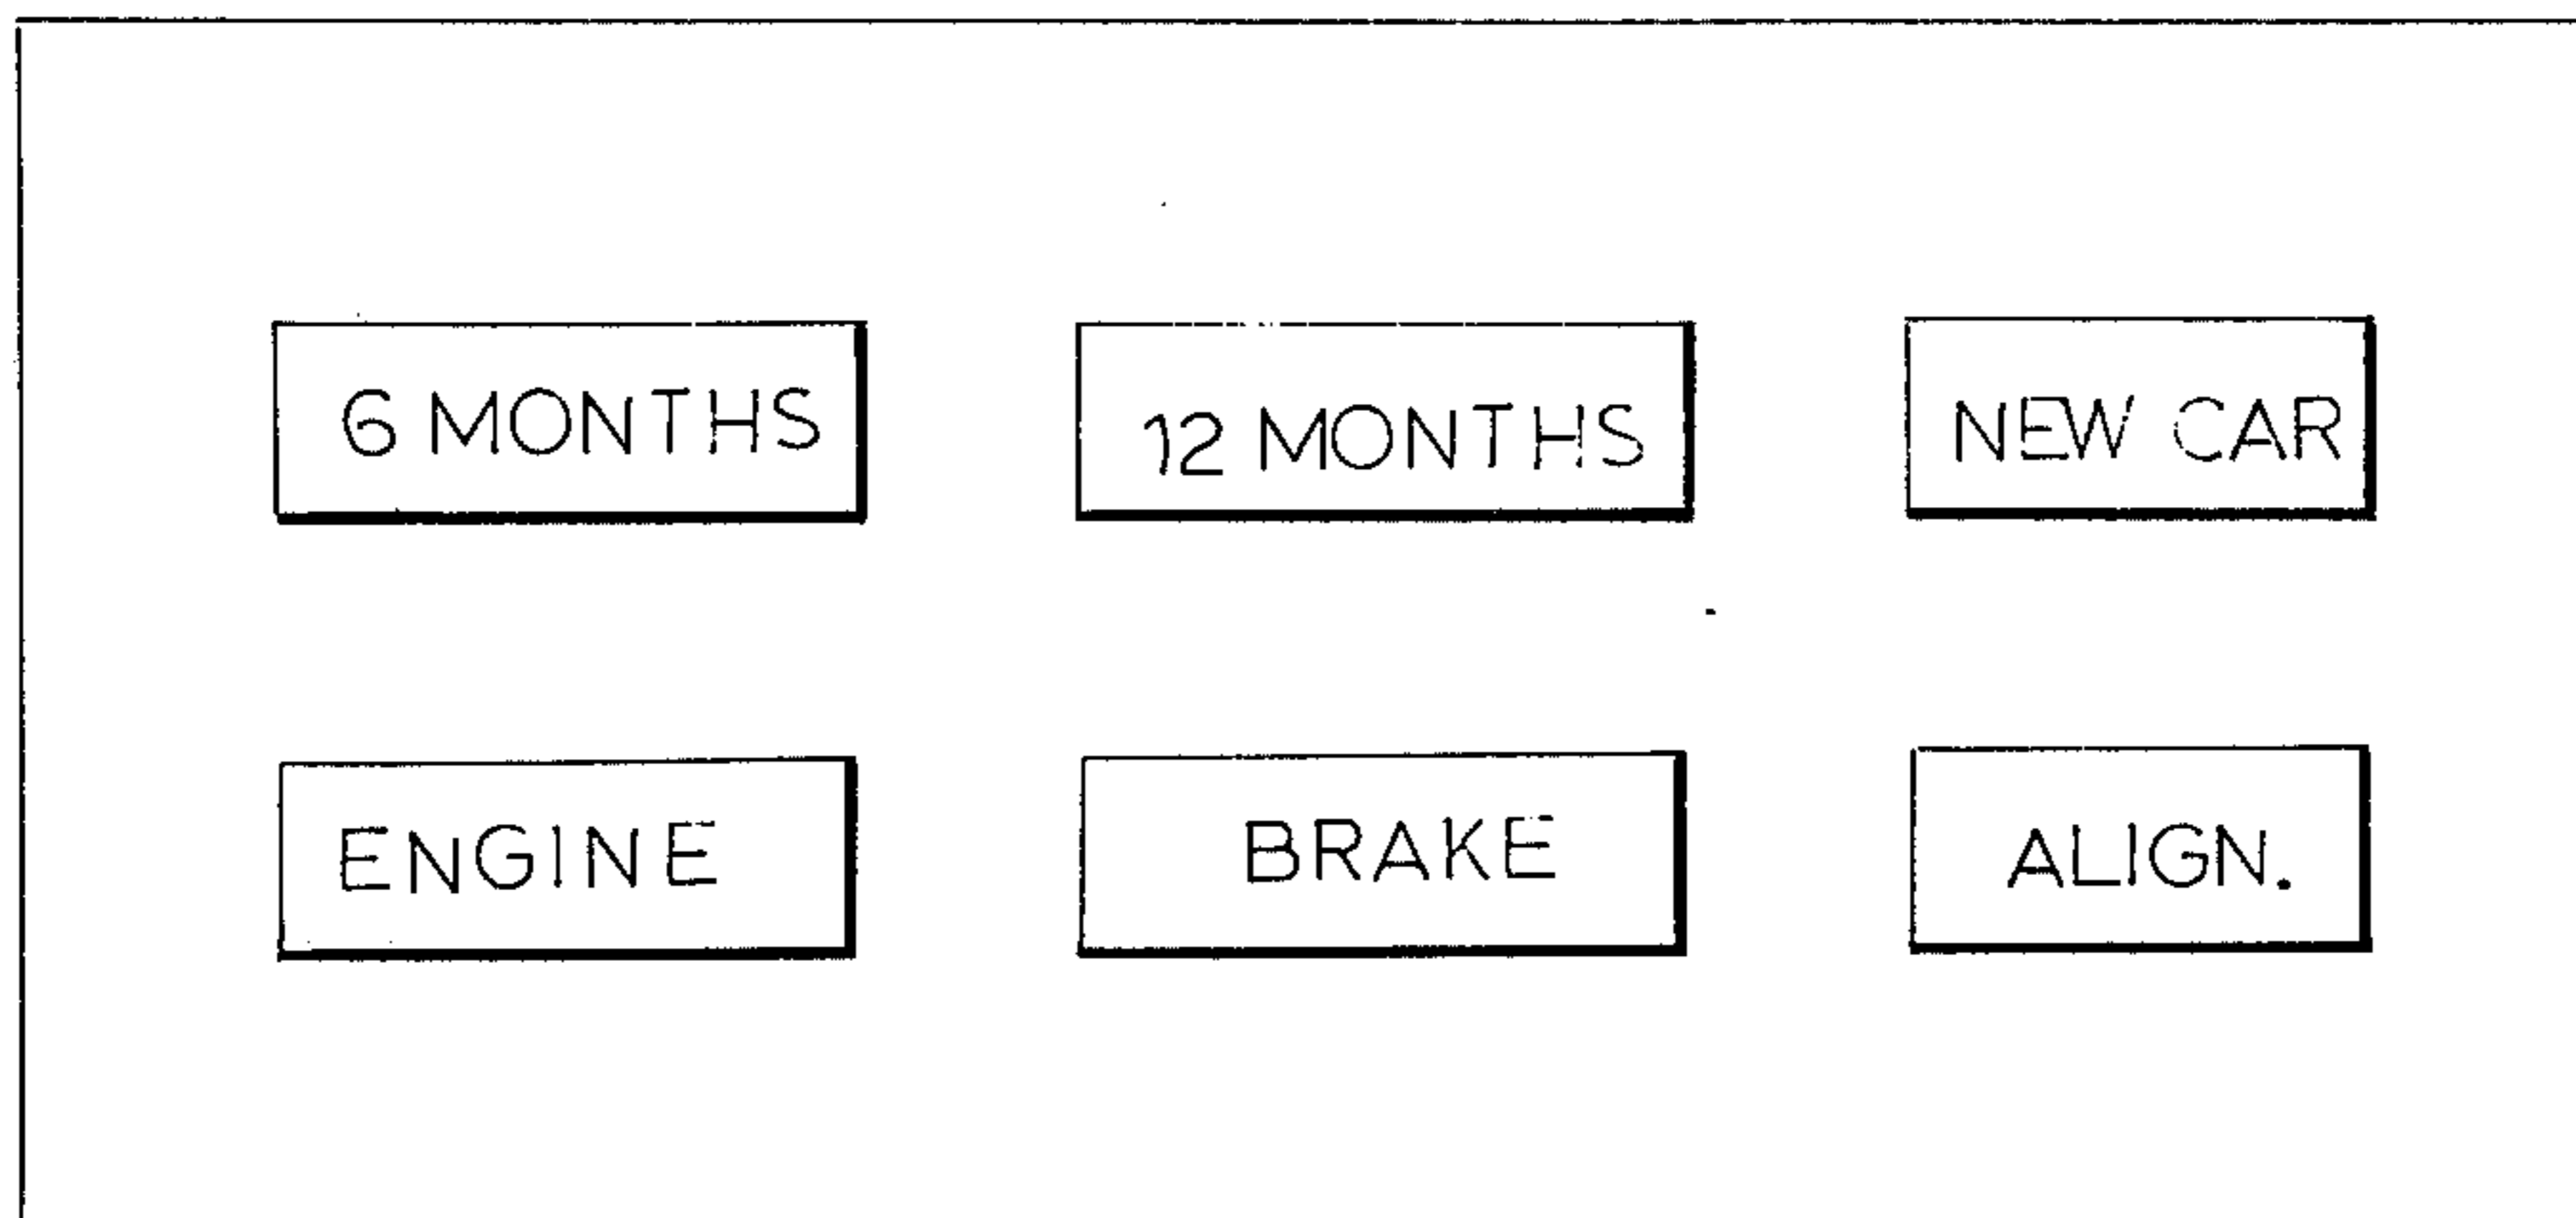 6 MONTHS
12 MONTHS
NEW CAR
ENGINE
BRAKE
ALIGN.